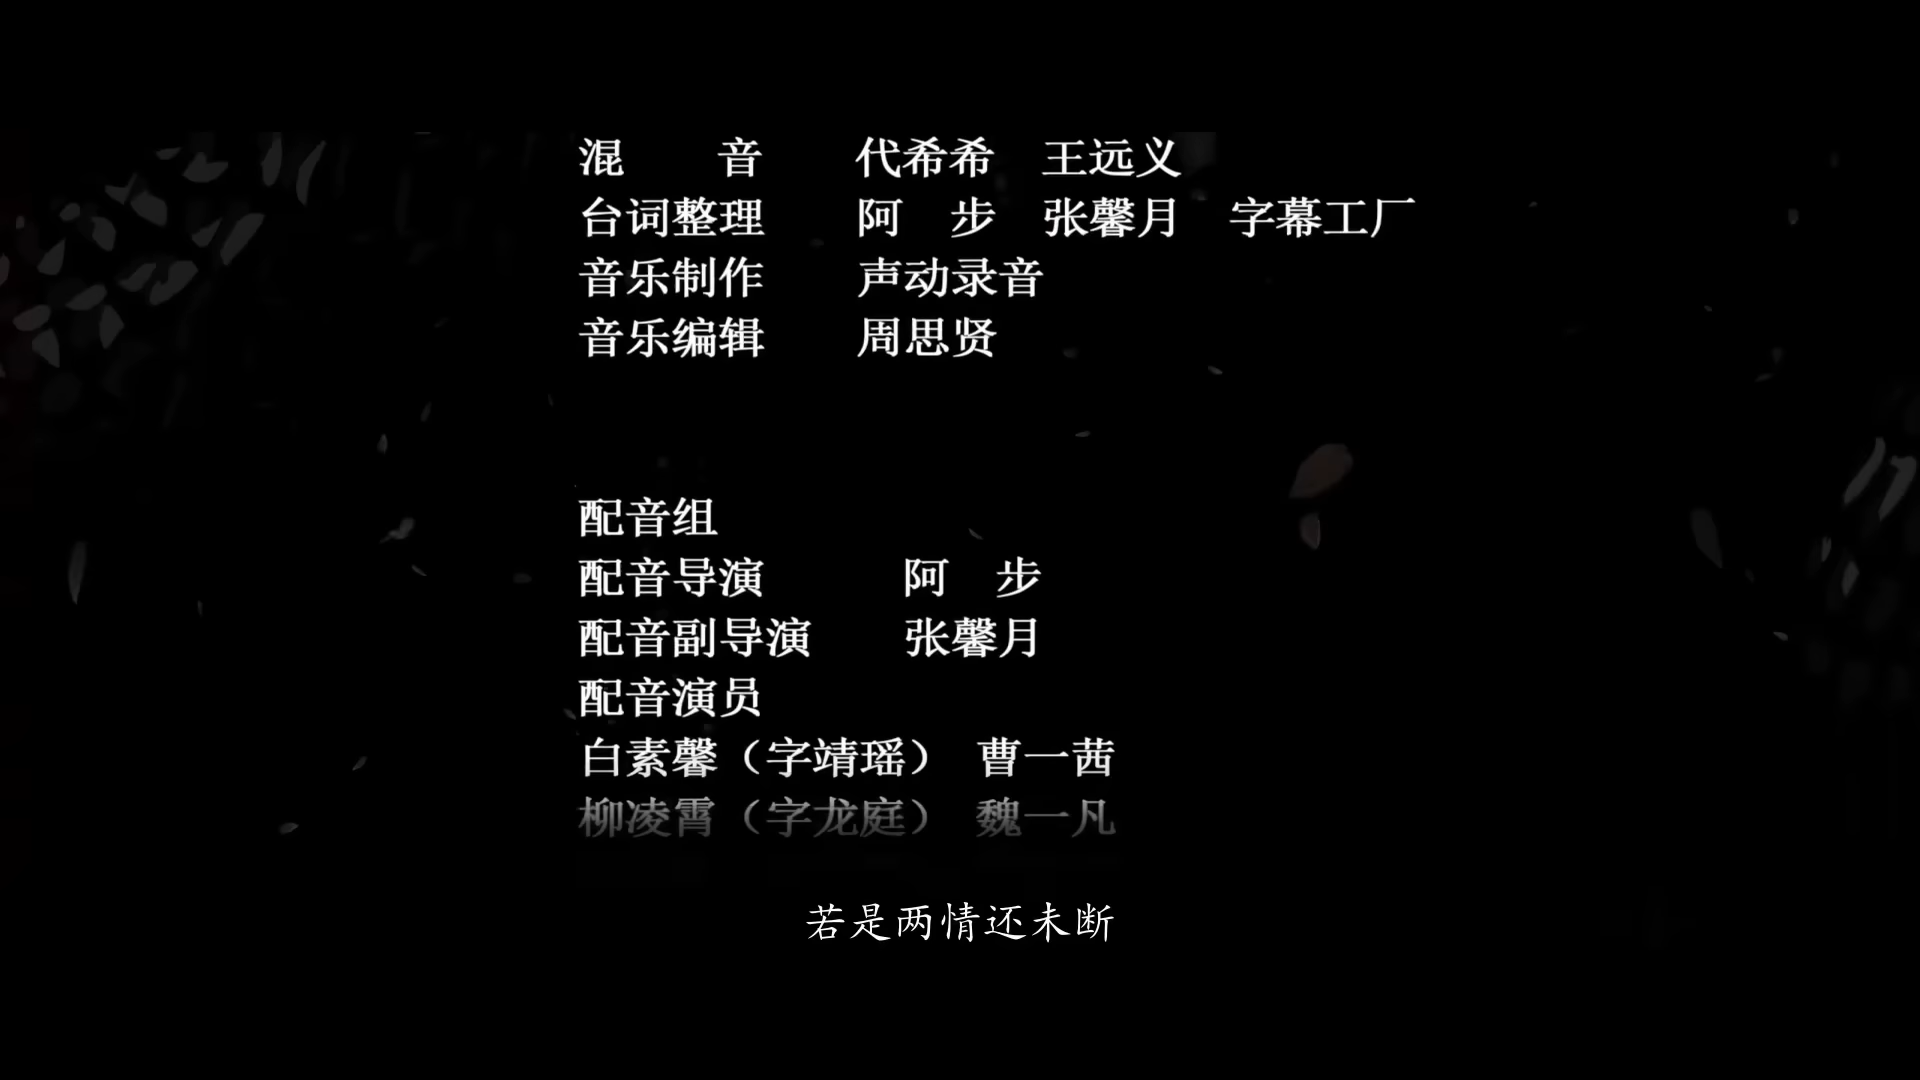 混　　音　　代希希　王远义
台词整理　　阿　步　张馨月　字幕工厂
音乐制作　　声动录音
音乐编辑　　周思贤
配音组
配音导演　　　阿　步
配音副导演　　张馨月
配音演员
白素馨（字靖瑶）　曹一茜
柳凌霄（字龙庭）　魏一凡
若是两情还未断